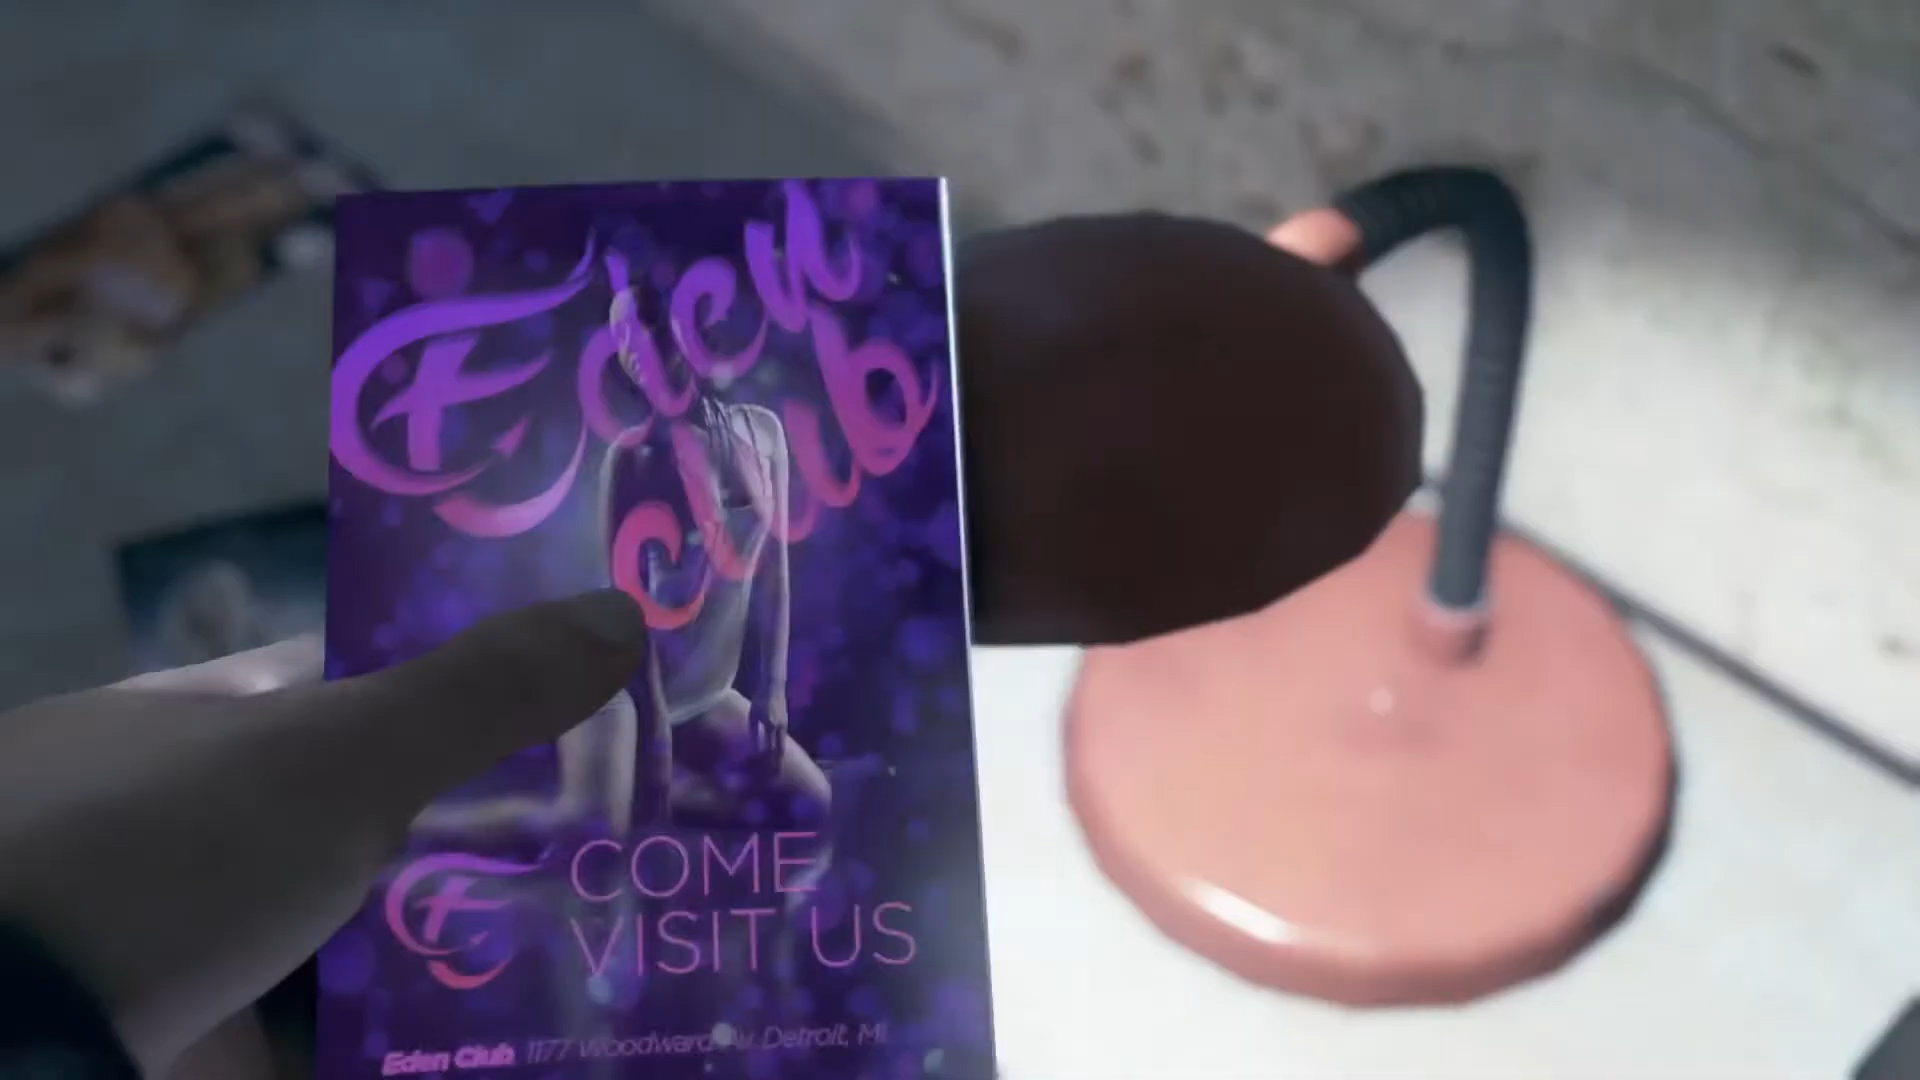 Eden
club
COME
VISIT US
Eden Club 1177 Woodward Av. Detroit, MI